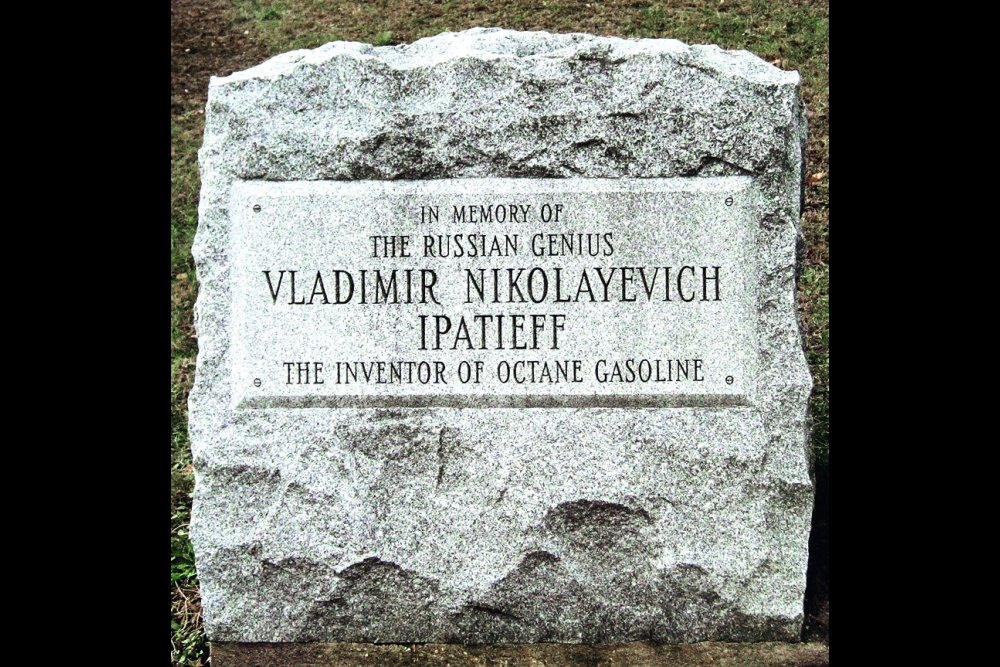 IN MEMORY OF
THE RUSSIAN GENIUS
VLADIMIR NIKOLAYEVICH
IPATIEFF
THE INVENTOR OF OCTANE GASOLINE